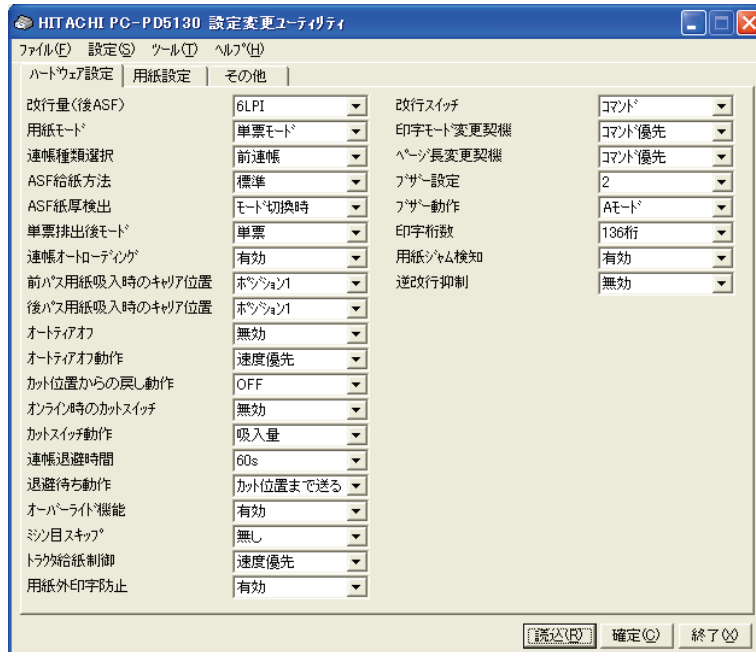 HITACHI PC-PD5130 設定変更ﾕｰﾃｨﾘﾃｨ
ﾌｧｲﾙ(F) 設定(S) ﾂｰﾙ(T) ﾍﾙﾌﾟ(H)
ﾊｰﾄﾞｳｪｱ設定 用紙設定 その他
改行量(後ASF) 6LPI
用紙ﾓｰﾄﾞ 単票ﾓｰﾄﾞ
連帳種類選択 前連帳
ASF給紙方法 標準
ASF紙厚検出 ﾓｰﾄﾞ切換時
単票排出後ﾓｰﾄﾞ 単票
連帳ｵｰﾄﾛｰﾃﾞｨﾝｸﾞ 有効
前ﾊﾟｽ用紙吸入時のｷｬﾘｱ位置 ﾎﾟｼﾞｼｮﾝ1
後ﾊﾟｽ用紙吸入時のｷｬﾘｱ位置 ﾎﾟｼﾞｼｮﾝ1
ｵｰﾄﾃｨｱｵﾌ 無効
ｵｰﾄﾃｨｱｵﾌ動作 速度優先
ｶｯﾄ位置からの戻し動作 OFF
ｵﾝﾗｲﾝ時のｶｯﾄｽｲｯﾁ 無効
ｶｯﾄｽｲｯﾁ動作 吸入量
連帳退避時間 60s
退避待ち動作 ｶｯﾄ位置まで送る
ｵｰﾊﾞｰﾗｲﾄﾞ機能 有効
ﾐｼﾝ目ｽｷｯﾌﾟ 無し
ﾄﾗｸﾀ給紙制御 速度優先
用紙外印字防止 有効
改行ｽｲｯﾁ ｺﾏﾝﾄﾞ
印字ﾓｰﾄﾞ変更契機 ｺﾏﾝﾄﾞ優先
ﾍﾟｰｼﾞ長変更契機 ｺﾏﾝﾄﾞ優先
ﾌﾞｻﾞｰ設定 2
ﾌﾞｻﾞｰ動作 Aﾓｰﾄﾞ
印字桁数 136桁
用紙ｼﾞｬﾑ検知 有効
逆改行抑制 無効
読込(R) 確定(C) 終了(X)